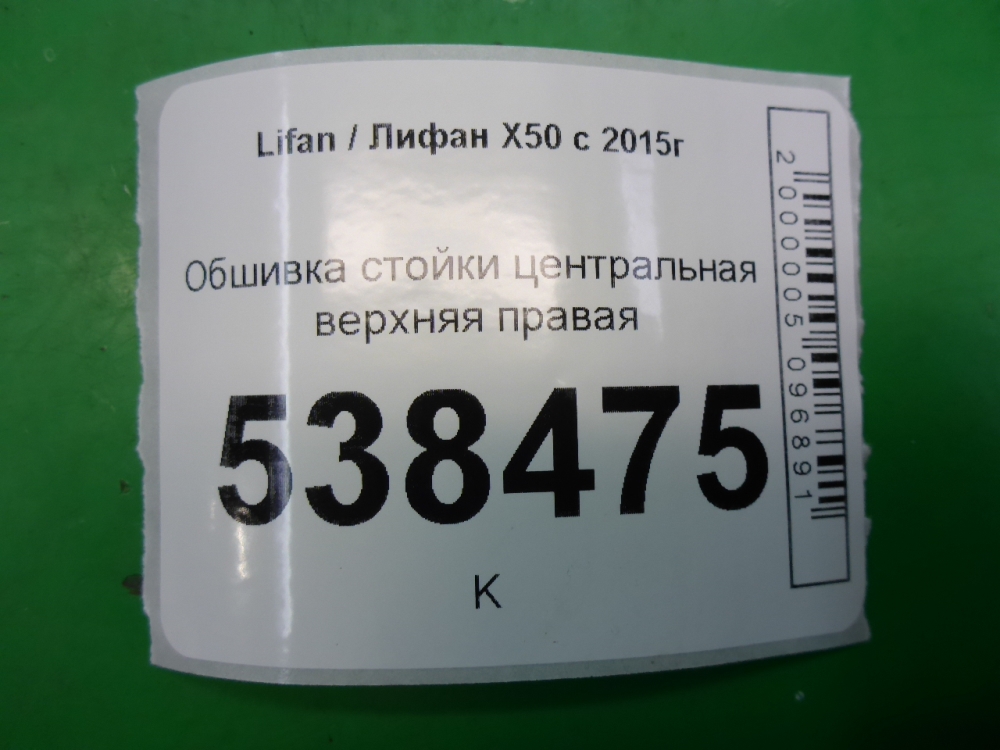 Lifan / Лифан X50 с 2015г
Обшивка стойки центральная
верхняя правая
538475
К
2000005096891